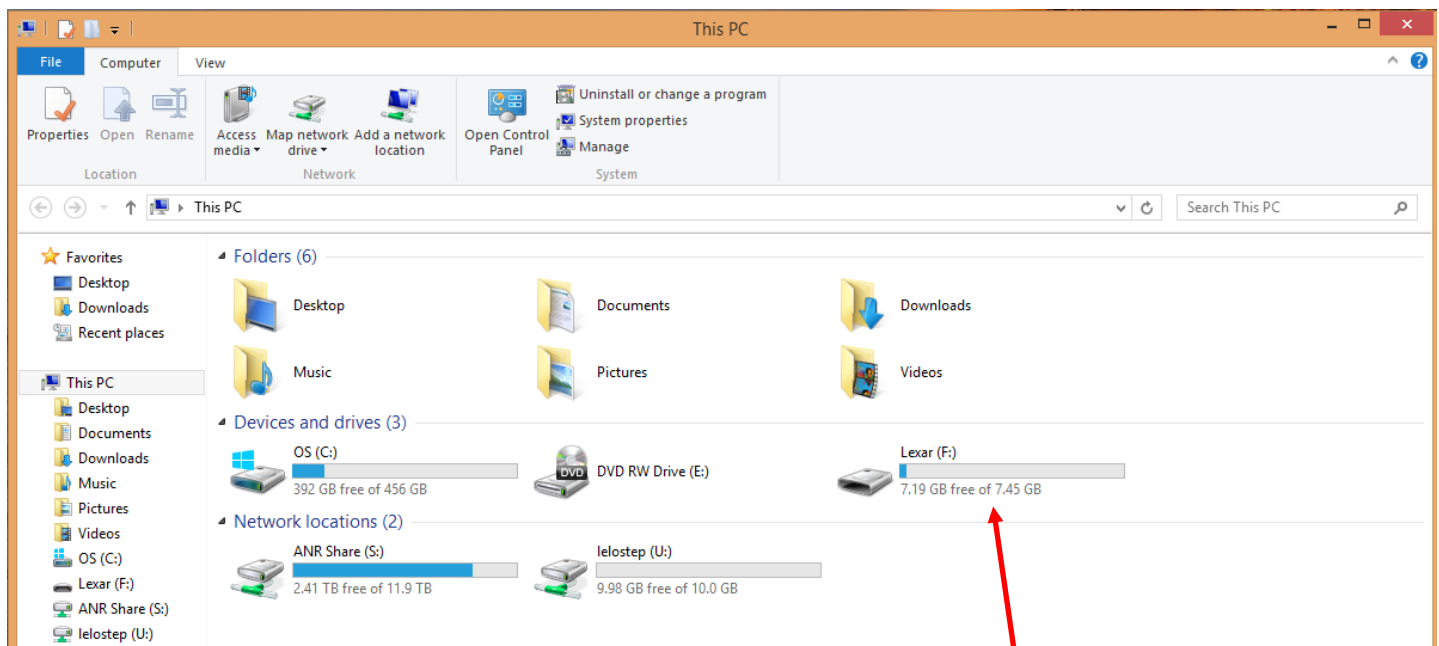 This PC
File Computer View
Properties Open Rename Access media Map network drive Add a network location Open Control Panel
Uninstall or change a program
System properties
Manage
Location Network System
This PC Search This PC
Favorites
Desktop
Downloads
Recent places
This PC
Desktop
Documents
Downloads
Music
Pictures
Videos
OS (C:)
Lexar (F:)
ANR Share (S:)
lelostep (U:)
Folders (6)
Desktop Documents Downloads
Music Pictures Videos
Devices and drives (3)
OS (C:) DVD RW Drive (E:) Lexar (F:)
392 GB free of 456 GB DVD 7.19 GB free of 7.45 GB
Network locations (2)
ANR Share (S:) lelostep (U:)
2.41 TB free of 11.9 TB 9.98 GB free of 10.0 GB